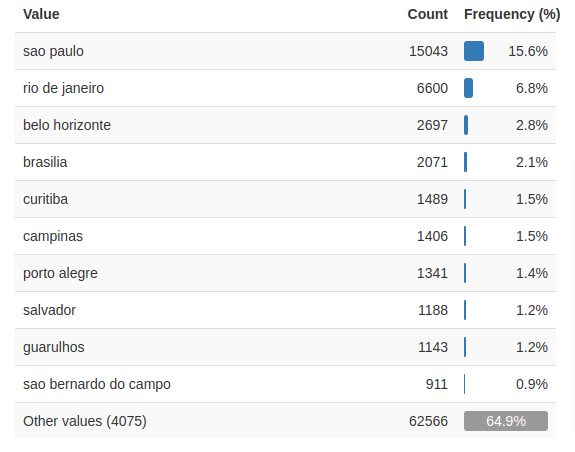 Value Count Frequency (%)
sao paulo 15043 15.6%
rio de janeiro 6600 6.8%
belo horizonte 2697 2.8%
brasilia 2071 2.1%
curitiba 1489 1.5%
campinas 1406 1.5%
porto alegre 1341 1.4%
salvador 1188 1.2%
guarulhos 1143 1.2%
sao bernardo do campo 911 0.9%
Other values (4075) 62566 64.9%